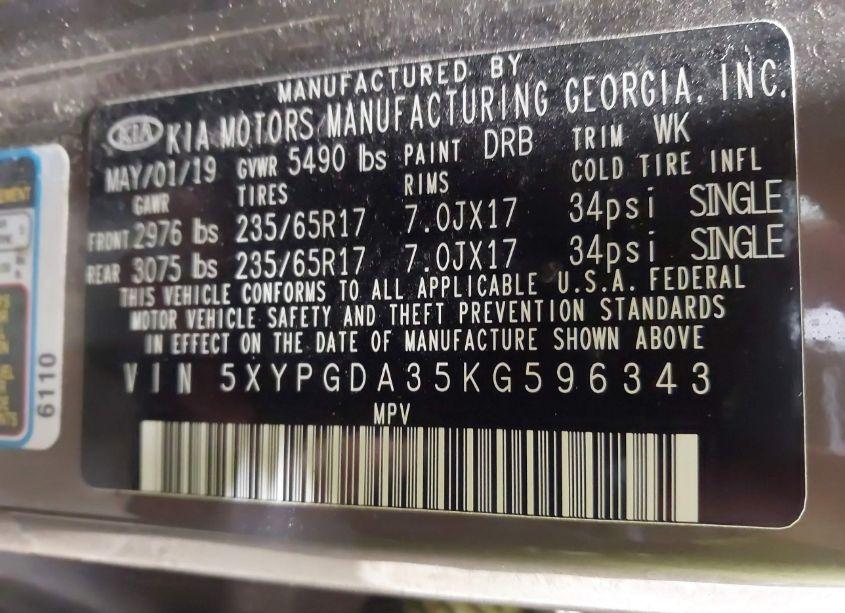 MANUFACTURED BY
KIA KIA MOTORS MANUFACTURING GEORGIA, INC.
MAY/01/19 GVWR 5490 lbs PAINT DRB TRIM WK
GAWR TIRES RIMS COLD TIRE INFL
FRONT 2976 lbs 235/65R17 7.0JX17 34psi SINGLE
REAR 3075 lbs 235/65R17 7.0JX17 34psi SINGLE
THIS VEHICLE CONFORMS TO ALL APPLICABLE U.S.A. FEDERAL
MOTOR VEHICLE SAFETY AND THEFT PREVENTION STANDARDS
IN EFFECT ON THE DATE OF MANUFACTURE SHOWN ABOVE
VIN 5XYPGDA35KG596343
MPV
6110